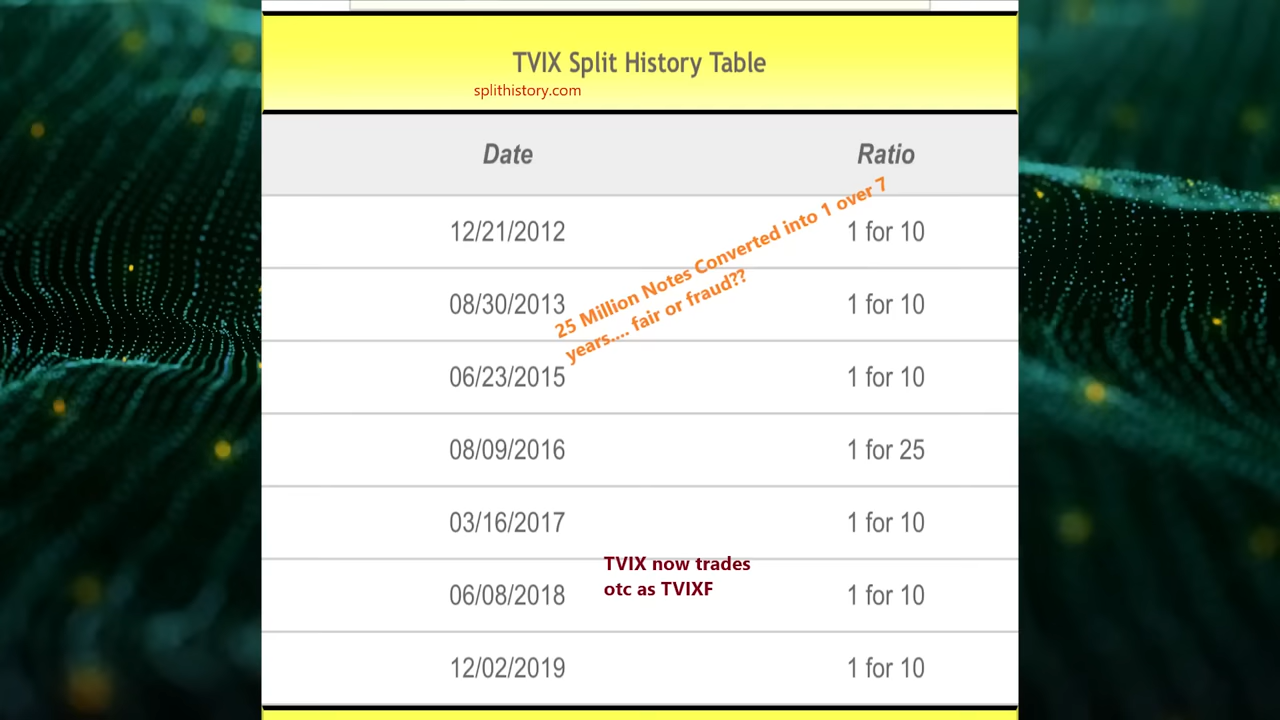 TVIX Split History Table
splithistory.com
Date Ratio
12/21/2012 1 for 10
08/30/2013 1 for 10
06/23/2015 1 for 10
08/09/2016 1 for 25
03/16/2017 1 for 10
06/08/2018 1 for 10
12/02/2019 1 for 10
25 Million Notes Converted into 1 over 7
years.... fair or fraud??
TVIX now trades
otc as TVIXF